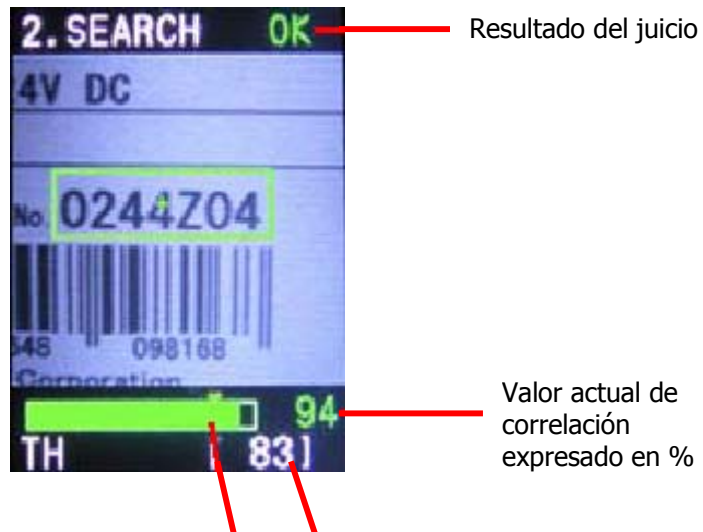 2. SEARCH OK
Resultado del juicio
4V DC
No. 0244Z04
548 098168
Corporation
94
Valor actual de
correlación
expresado en %
TH [ 83]